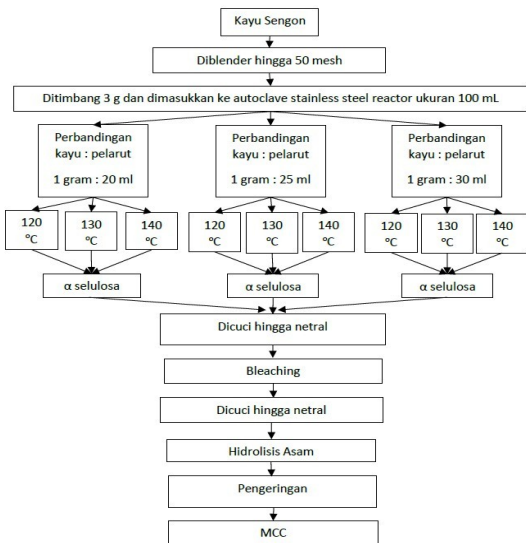 Kayu Sengon
Diblender hingga 50 mesh
Ditimbang 3 g dan dimasukkan ke autoclave stainless steel reactor ukuran 100 mL
Perbandingan
kayu : pelarut
1 gram : 20 ml
Perbandingan
kayu : pelarut
1 gram : 25 ml
Perbandingan
kayu : pelarut
1 gram : 30 ml
120
°C
130
°C
140
°C
120
°C
130
°C
140
°C
120
°C
130
°C
140
°C
α selulosa
α selulosa
α selulosa
Dicuci hingga netral
Bleaching
Dicuci hingga netral
Hidrolisis Asam
Pengeringan
MCC